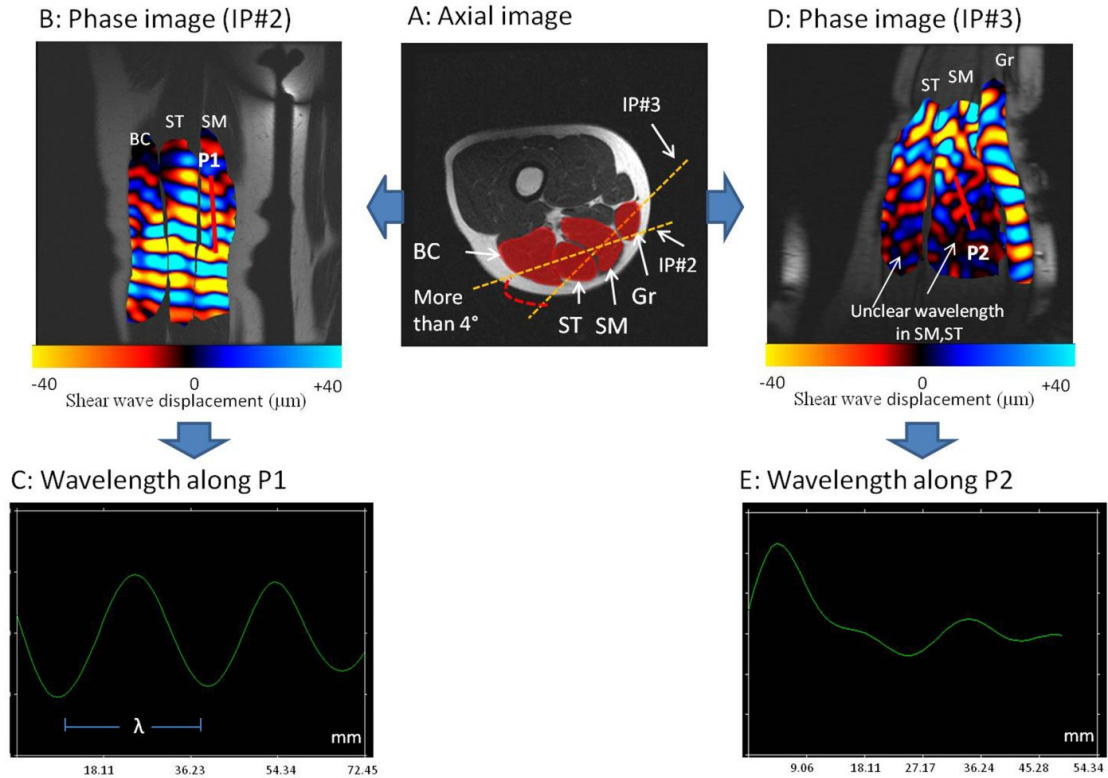 B: Phase image (IP#2)
BC
ST
SM
P1
-40
0
+40
Shear wave displacement (μm)
A: Axial image
IP#3
IP#2
BC
More
than 4°
ST
SM
Gr
D: Phase image (IP#3)
ST
SM
Gr
P2
Unclear wavelength
in SM,ST
-40
0
+40
Shear wave displacement (μm)
C: Wavelength along P1
λ
mm
18.11 36.23 54.34 72.45
E: Wavelength along P2
mm
9.06 18.11 27.17 36.24 45.28 54.34